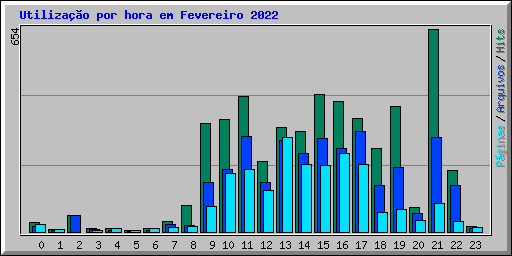 Utilização por hora em Fevereiro 2022
654
Páginas / Arquivos / Hits
0 1 2 3 4 5 6 7 8 9 10 11 12 13 14 15 16 17 18 19 20 21 22 23